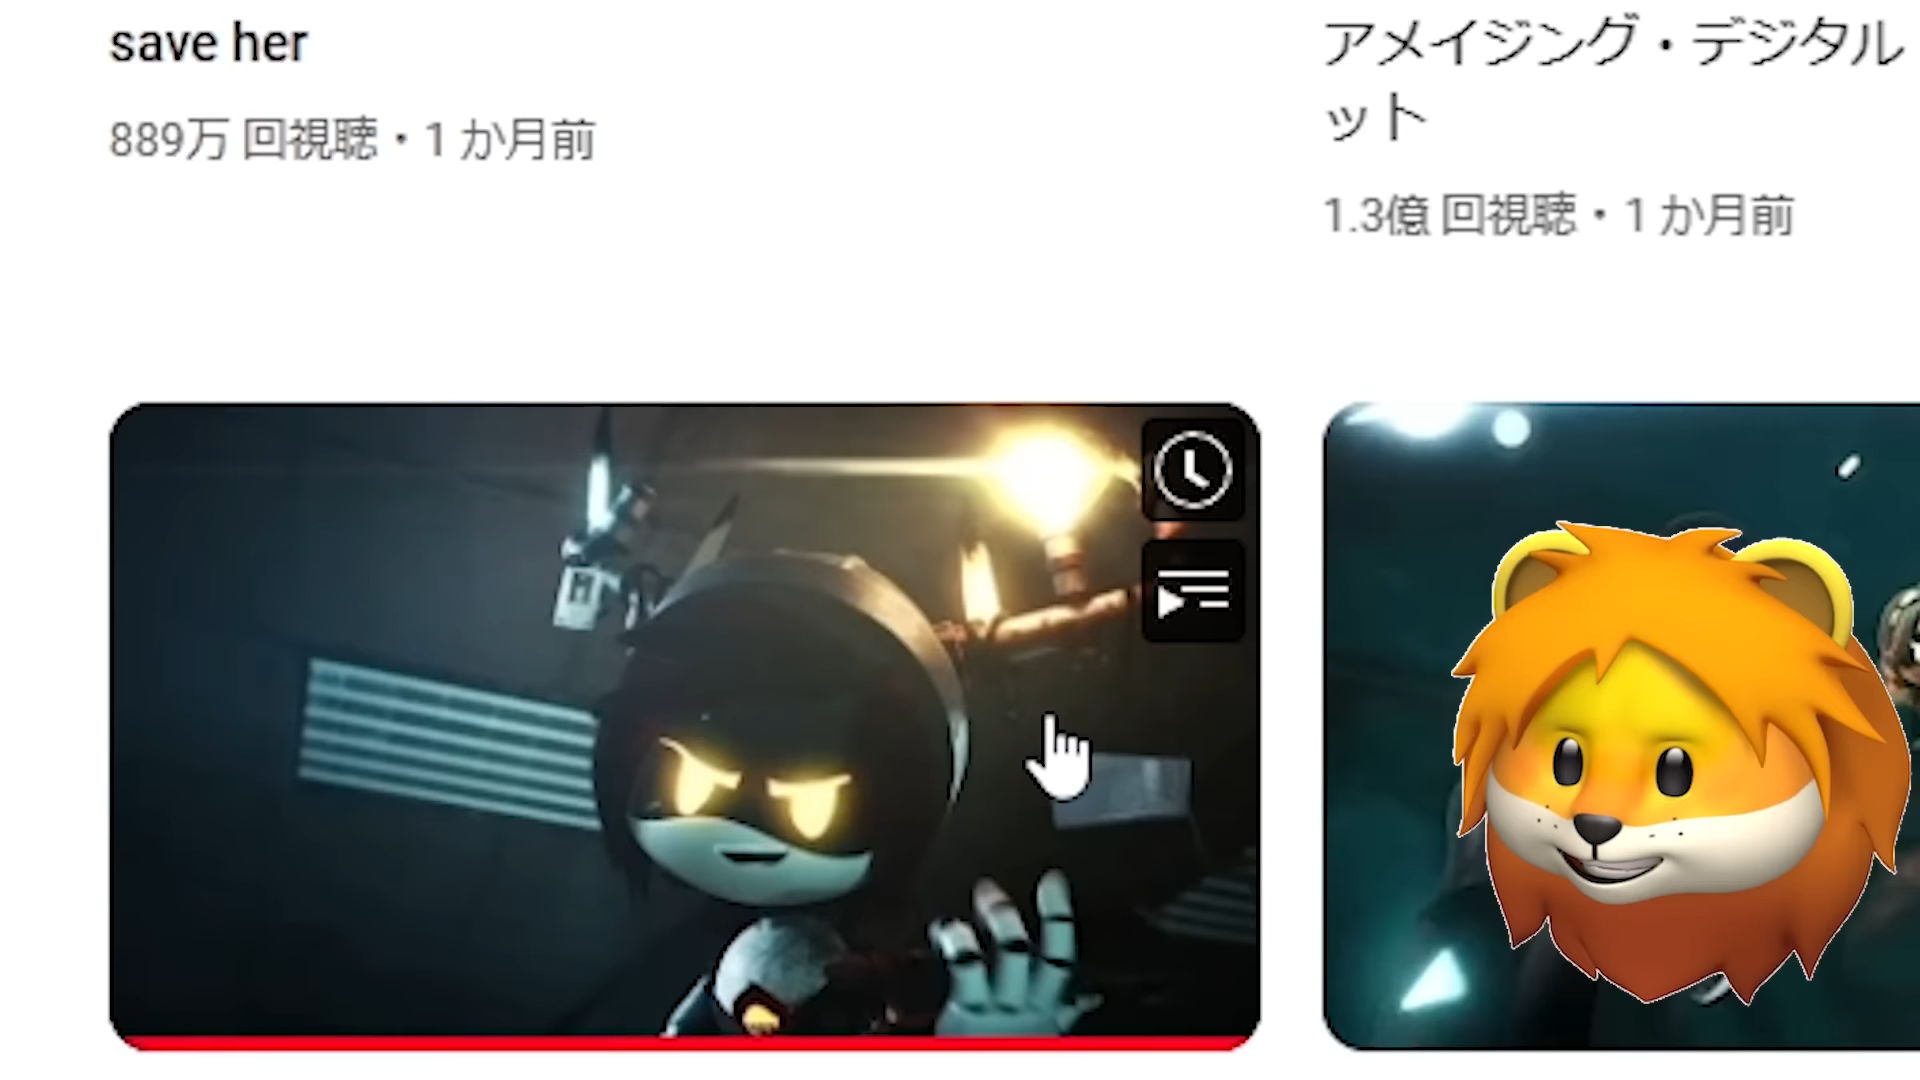 save her
889万 回視聴・1 か月前
アメイジング・デジタル
ット
1.3億 回視聴・1 か月前